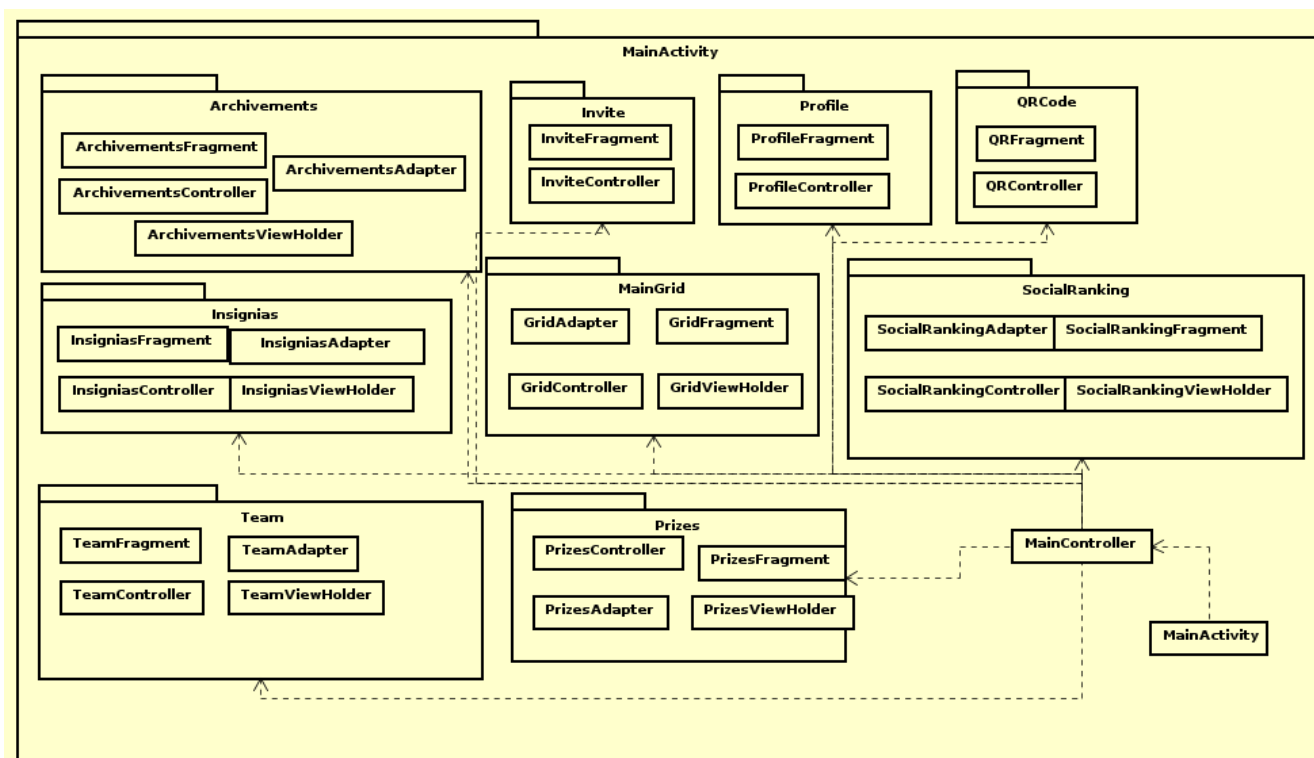 MainActivity
Archivements
ArchivementsFragment
ArchivementsAdapter
ArchivementsController
ArchivementsViewHolder
Invite
InviteFragment
InviteController
Profile
ProfileFragment
ProfileController
QRCode
QRFragment
QRController
Insignias
InsigniasFragment
InsigniasAdapter
InsigniasController
InsigniasViewHolder
MainGrid
GridAdapter
GridFragment
GridController
GridViewHolder
SocialRanking
SocialRankingAdapter
SocialRankingFragment
SocialRankingController
SocialRankingViewHolder
Team
TeamFragment
TeamAdapter
TeamController
TeamViewHolder
Prizes
PrizesController
PrizesFragment
PrizesAdapter
PrizesViewHolder
MainController
MainActivity